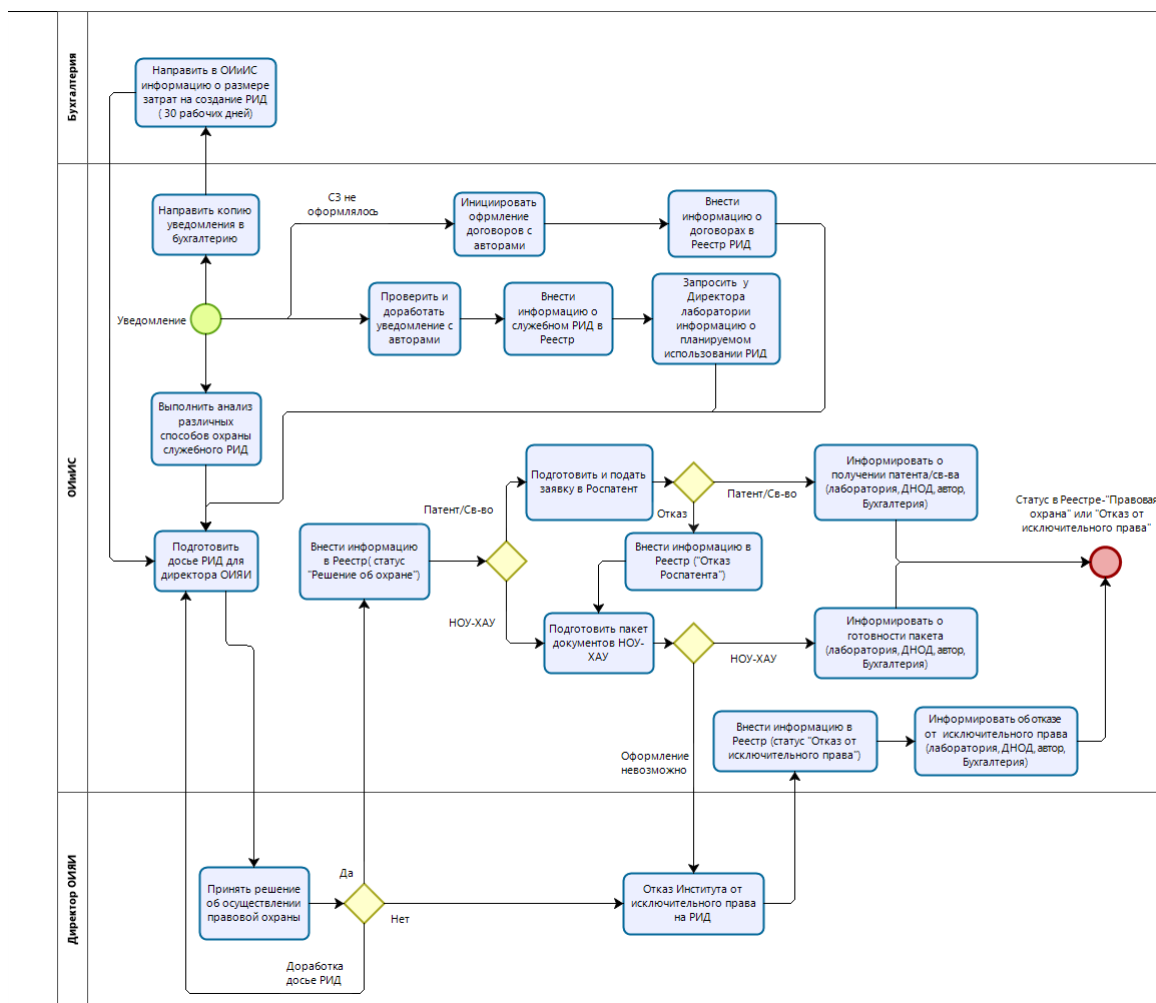 Бухгалтерия
Направить в ОИиИС
информацию о размере
затрат на создание РИД
( 30 рабочих дней)
ОИиИС
Направить копию
уведомления в
бухгалтерию
СЗ не
оформлялось
Инициировать
офрмление
договоров с
авторами
Внести
информацию о
договорах в
Реестр РИД
Уведомление
Проверить и
доработать
уведомление с
авторами
Внести
информацию о
служебном РИД в
Реестр
Запросить у
Директора
лаборатории
информацию о
планируемом
использовании РИД
Выполнить анализ
различных
способов охраны
служебного РИД
Подготовить
досье РИД для
директора ОИЯИ
Внести информацию
в Реестр( статус
"Решение об охране")
Патент/Св-во
НОУ-ХАУ
Подготовить и подать
заявку в Роспатент
Патент/Св-во
Отказ
Информировать о
получении патента/св-ва
(лаборатория, ДНОД, автор,
Бухгалтерия)
Статус в Реестре-"Правовая
охрана" или "Отказ от
исключительного права"
Внести информацию в
Реестр ("Отказ
Роспатента")
Подготовить пакет
документов НОУ-
ХАУ
НОУ-ХАУ
Информировать о
готовности пакета
(лаборатория, ДНОД, автор,
Бухгалтерия)
Оформление
невозможно
Внести информацию в
Реестр (статус "Отказ от
исключительного права")
Информировать об отказе
от исключительного права
(лаборатория, ДНОД, автор,
Бухгалтерия)
Директор ОИЯИ
Принять решение
об осуществлении
правовой охраны
Да
Нет
Отказ Института от
исключительного права
на РИД
Доработка
досье РИД